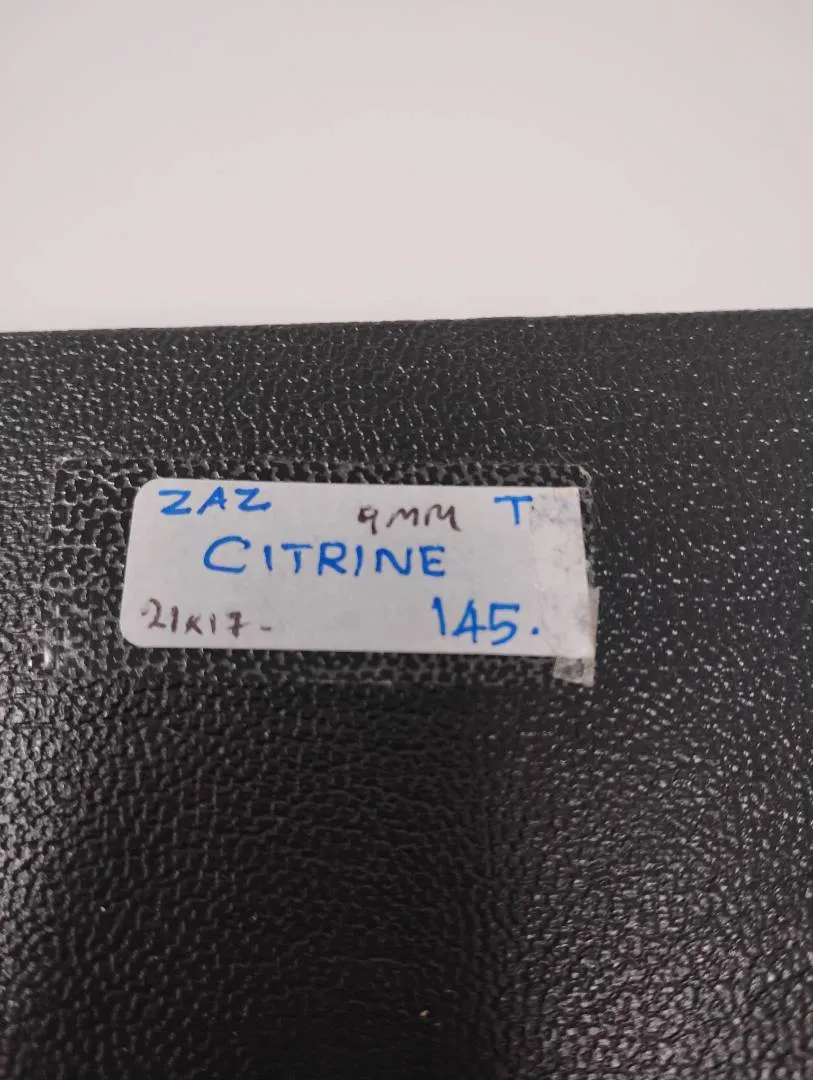 ZAZ 9MM T
CITRINE
21x17- 145.